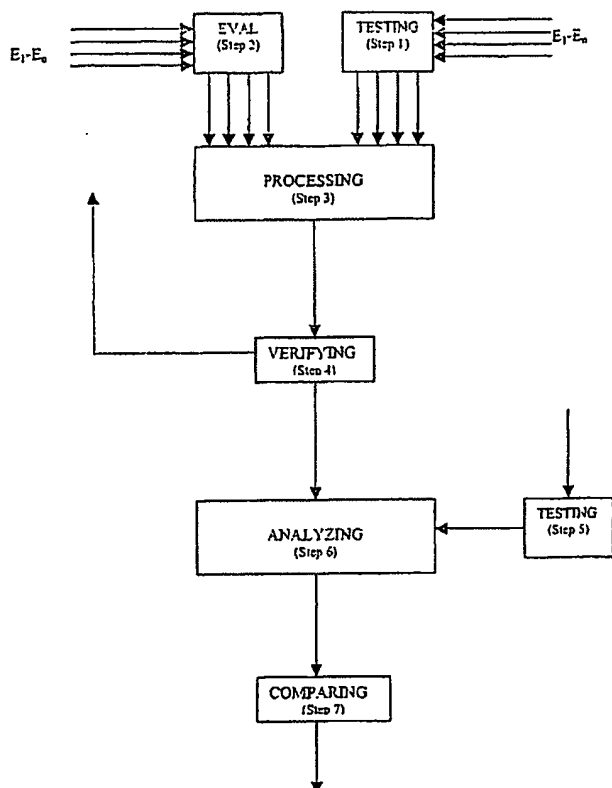 EVAL
(Step 2)
TESTING
(Step 1)
E₁-Eₙ
E₁-Eₙ
PROCESSING
(Step 3)
VERIFYING
(Step 4)
TESTING
(Step 5)
ANALYZING
(Step 6)
COMPARING
(Step 7)